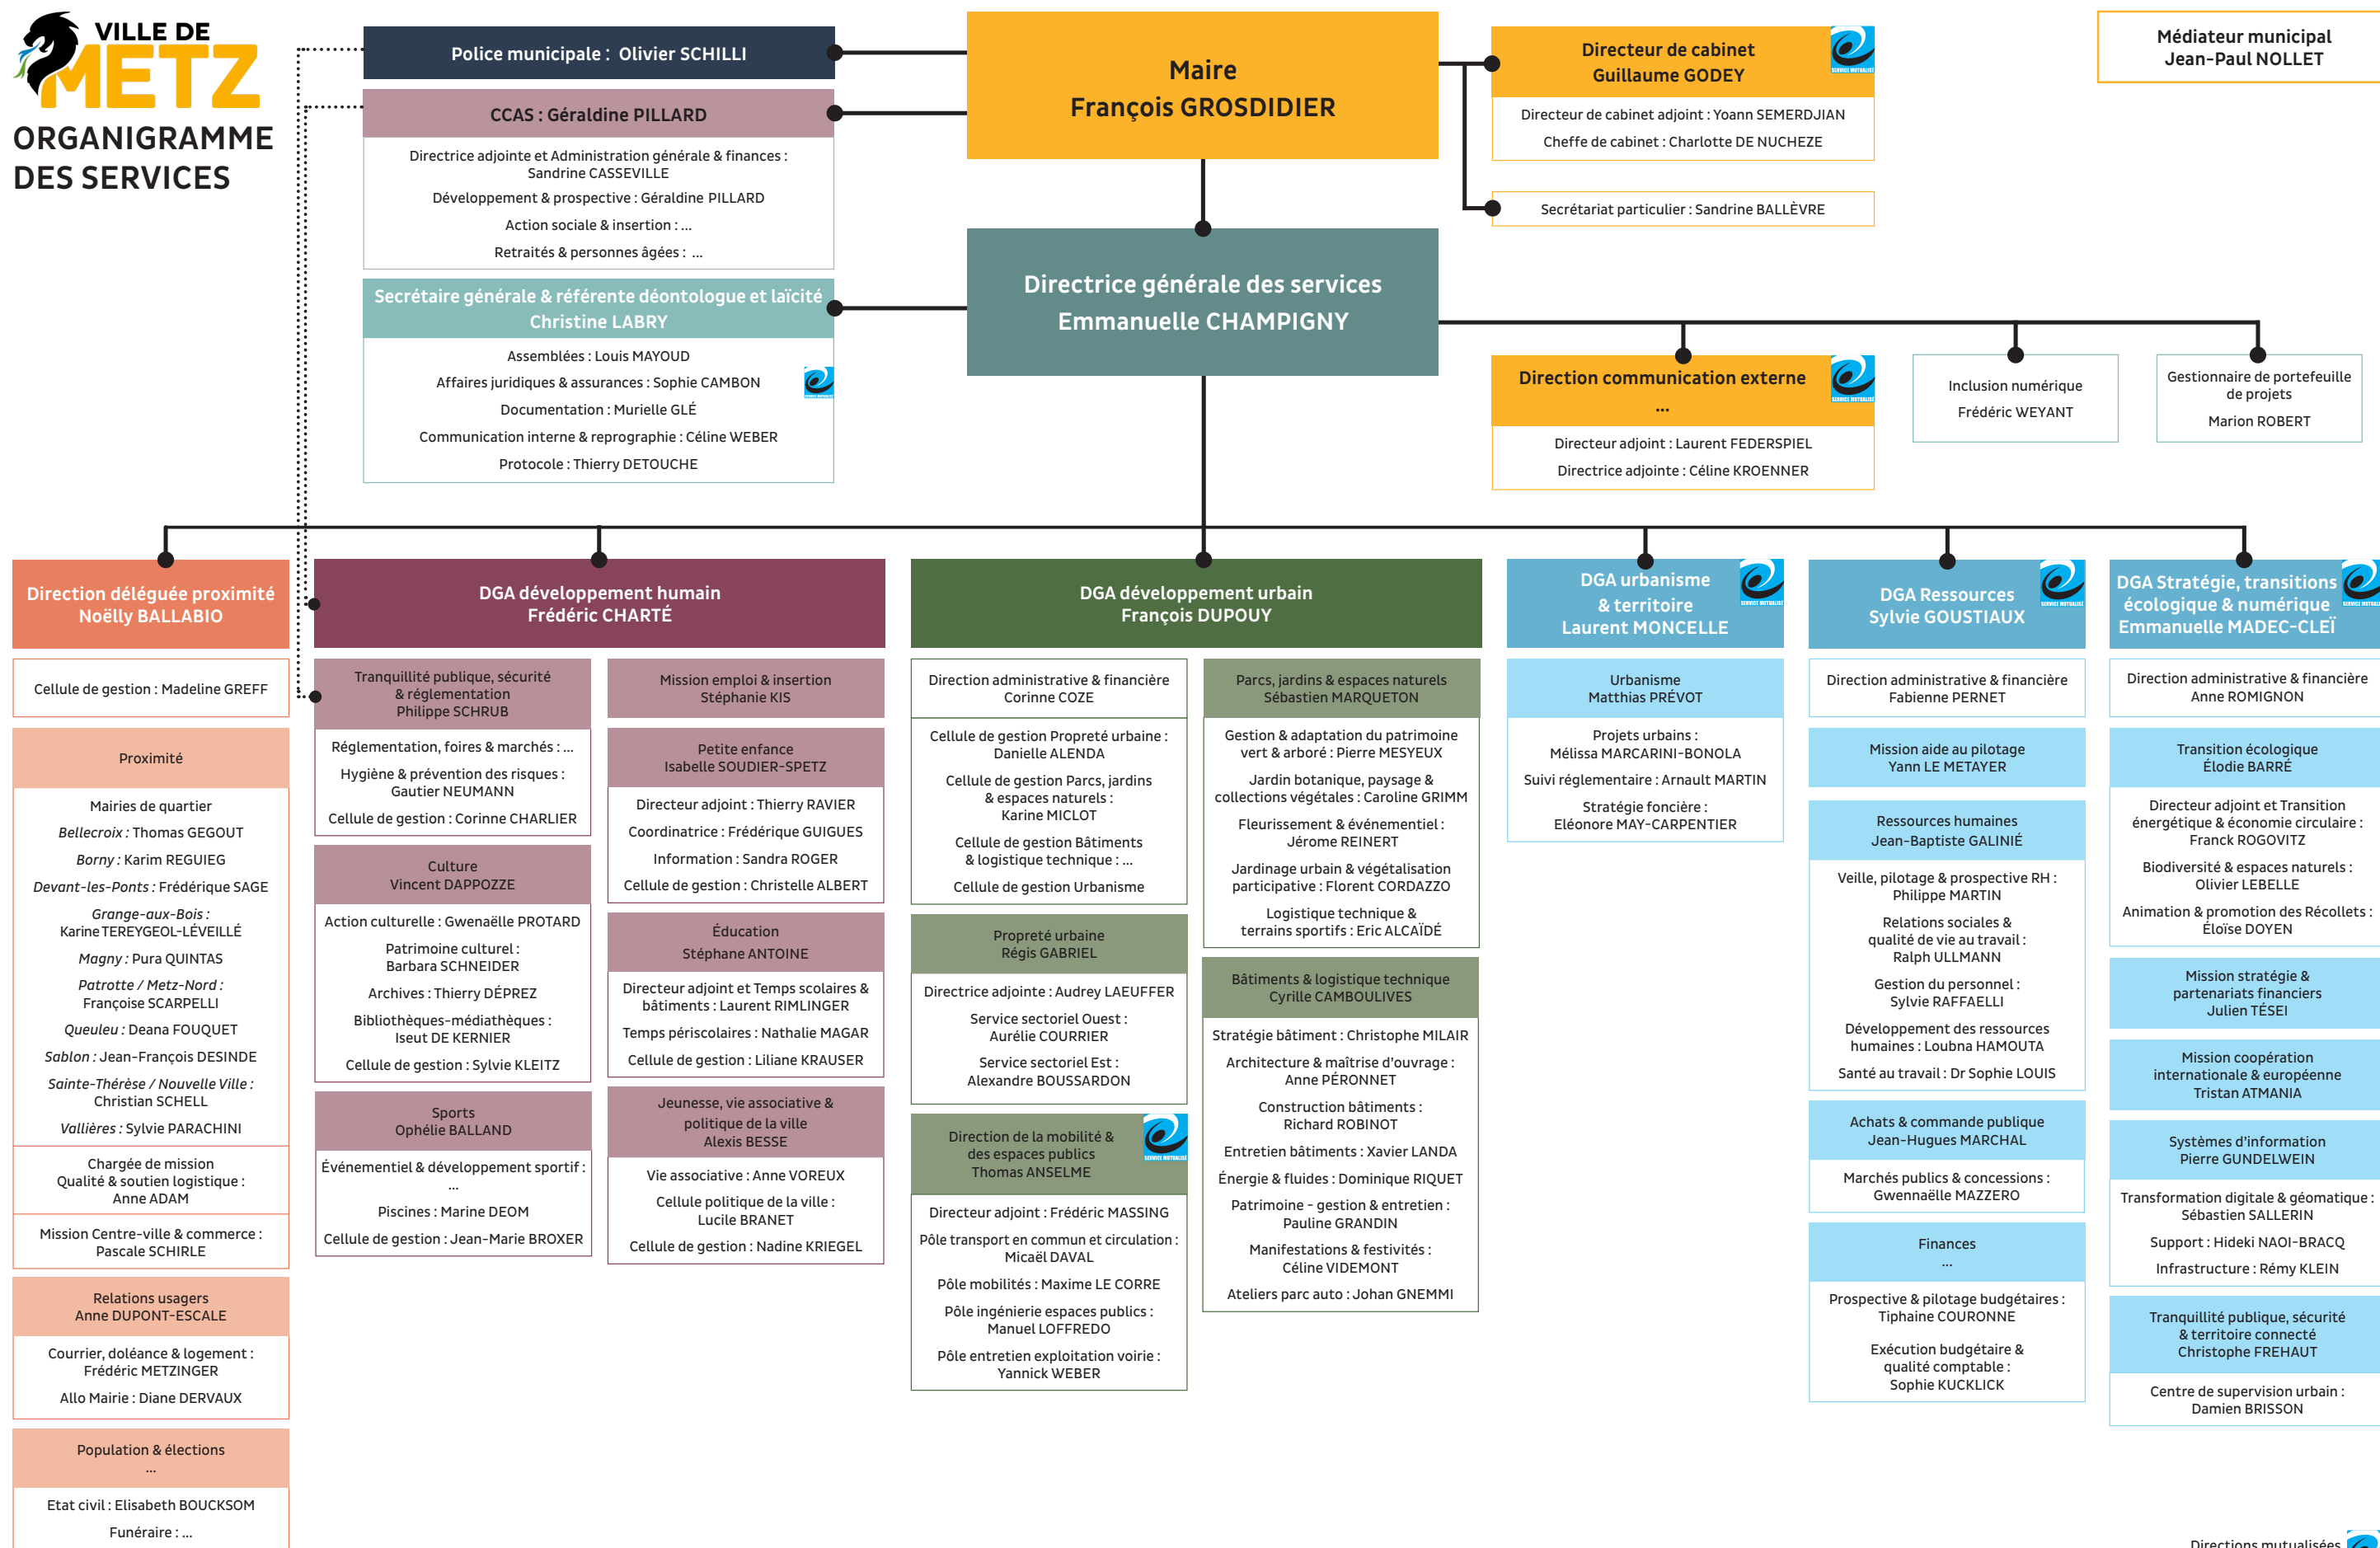 VILLE DE
METZ
ORGANIGRAMME
DES SERVICES
Police municipale : Olivier SCHILLI
CCAS : Géraldine PILLARD
Directrice adjointe et Administration générale & finances :
Sandrine CASSEVILLE
Développement & prospective : Géraldine PILLARD
Action sociale & insertion : ...
Retraités & personnes âgées : ...
Secrétaire générale & référente déontologue et laïcité
Christine LABRY
Assemblées : Louis MAYOUD
Affaires juridiques & assurances : Sophie CAMBON
SERVICE MUTUALISÉ
Documentation : Murielle GLÉ
Communication interne & reprographie : Céline WEBER
Protocole : Thierry DETOUCHE
Maire
François GROSDIDIER
Directrice générale des services
Emmanuelle CHAMPIGNY
Directeur de cabinet
Guillaume GODEY
SERVICE MUTUALISÉ
Directeur de cabinet adjoint : Yoann SEMERDJIAN
Cheffe de cabinet : Charlotte DE NUCHEZE
Secrétariat particulier : Sandrine BALLÈVRE
Médiateur municipal
Jean-Paul NOLLET
Direction communication externe
...
SERVICE MUTUALISÉ
Directeur adjoint : Laurent FEDERSPIEL
Directrice adjointe : Céline KROENNER
Inclusion numérique
Frédéric WEYANT
Gestionnaire de portefeuille
de projets
Marion ROBERT
Direction déléguée proximité
Noëlly BALLABIO
Cellule de gestion : Madeline GREFF
Proximité
Mairies de quartier
Bellecroix : Thomas GEGOUT
Borny : Karim REGUIEG
Devant-les-Ponts : Frédérique SAGE
Grange-aux-Bois :
Karine TEREYGEOL-LÉVEILLÉ
Magny : Pura QUINTAS
Patrotte / Metz-Nord :
Françoise SCARPELLI
Queuleu : Deana FOUQUET
Sablon : Jean-François DESINDE
Sainte-Thérèse / Nouvelle Ville :
Christian SCHELL
Vallières : Sylvie PARACHINI
Chargée de mission
Qualité & soutien logistique :
Anne ADAM
Mission Centre-ville & commerce :
Pascale SCHIRLE
Relations usagers
Anne DUPONT-ESCALE
Courrier, doléance & logement :
Frédéric METZINGER
Allo Mairie : Diane DERVAUX
Population & élections
...
Etat civil : Elisabeth BOUCKSOM
Funéraire : ...
DGA développement humain
Frédéric CHARTÉ
Tranquillité publique, sécurité
& réglementation
Philippe SCHRUB
Réglementation, foires & marchés : ...
Hygiène & prévention des risques :
Gautier NEUMANN
Cellule de gestion : Corinne CHARLIER
Culture
Vincent DAPPOZZE
Action culturelle : Gwenaëlle PROTARD
Patrimoine culturel :
Barbara SCHNEIDER
Archives : Thierry DÉPREZ
Bibliothèques-médiathèques :
Iseut DE KERNIER
Cellule de gestion : Sylvie KLEITZ
Sports
Ophélie BALLAND
Événementiel & développement sportif :
...
Piscines : Marine DEOM
Cellule de gestion : Jean-Marie BROXER
Mission emploi & insertion
Stéphanie KIS
Petite enfance
Isabelle SOUDIER-SPETZ
Directeur adjoint : Thierry RAVIER
Coordinatrice : Frédérique GUIGUES
Information : Sandra ROGER
Cellule de gestion : Christelle ALBERT
Éducation
Stéphane ANTOINE
Directeur adjoint et Temps scolaires &
bâtiments : Laurent RIMLINGER
Temps périscolaires : Nathalie MAGAR
Cellule de gestion : Liliane KRAUSER
Jeunesse, vie associative &
politique de la ville
Alexis BESSE
Vie associative : Anne VOREUX
Cellule politique de la ville :
Lucile BRANET
Cellule de gestion : Nadine KRIEGEL
DGA développement urbain
François DUPOUY
Direction administrative & financière
Corinne COZE
Cellule de gestion Propreté urbaine :
Danielle ALENDA
Cellule de gestion Parcs, jardins
& espaces naturels :
Karine MICLOT
Cellule de gestion Bâtiments
& logistique technique : ...
Cellule de gestion Urbanisme
Propreté urbaine
Régis GABRIEL
Directrice adjointe : Audrey LAEUFFER
Service sectoriel Ouest :
Aurélie COURRIER
Service sectoriel Est :
Alexandre BOUSSARDON
Direction de la mobilité &
des espaces publics
Thomas ANSELME
SERVICE MUTUALISÉ
Directeur adjoint : Frédéric MASSING
Pôle transport en commun et circulation :
Micaël DAVAL
Pôle mobilités : Maxime LE CORRE
Pôle ingénierie espaces publics :
Manuel LOFFREDO
Pôle entretien exploitation voirie :
Yannick WEBER
Parcs, jardins & espaces naturels
Sébastien MARQUETON
Gestion & adaptation du patrimoine
vert & arboré : Pierre MESYEUX
Jardin botanique, paysage &
collections végétales : Caroline GRIMM
Fleurissement & événementiel :
Jérome REINERT
Jardinage urbain & végétalisation
participative : Florent CORDAZZO
Logistique technique &
terrains sportifs : Eric ALCAÏDÉ
Bâtiments & logistique technique
Cyrille CAMBOULIVES
Stratégie bâtiment : Christophe MILAIR
Architecture & maîtrise d'ouvrage :
Anne PÉRONNET
Construction bâtiments :
Richard ROBINOT
Entretien bâtiments : Xavier LANDA
Énergie & fluides : Dominique RIQUET
Patrimoine - gestion & entretien :
Pauline GRANDIN
Manifestations & festivités :
Céline VIDEMONT
Ateliers parc auto : Johan GNEMMI
DGA urbanisme
& territoire
Laurent MONCELLE
SERVICE MUTUALISÉ
Urbanisme
Matthias PRÉVOT
Projets urbains :
Mélissa MARCARINI-BONOLA
Suivi réglementaire : Arnault MARTIN
Stratégie foncière :
Eléonore MAY-CARPENTIER
DGA Ressources
Sylvie GOUSTIAUX
SERVICE MUTUALISÉ
Direction administrative & financière
Fabienne PERNET
Mission aide au pilotage
Yann LE METAYER
Ressources humaines
Jean-Baptiste GALINIÉ
Veille, pilotage & prospective RH :
Philippe MARTIN
Relations sociales &
qualité de vie au travail :
Ralph ULLMANN
Gestion du personnel :
Sylvie RAFFAELLI
Développement des ressources
humaines : Loubna HAMOUTA
Santé au travail : Dr Sophie LOUIS
Achats & commande publique
Jean-Hugues MARCHAL
Marchés publics & concessions :
Gwennaëlle MAZZERO
Finances
...
Prospective & pilotage budgétaires :
Tiphaine COURONNE
Exécution budgétaire &
qualité comptable :
Sophie KUCKLICK
DGA Stratégie, transitions
écologique & numérique
Emmanuelle MADEC-CLEÏ
SERVICE MUTUALI
Direction administrative & financière
Anne ROMIGNON
Transition écologique
Élodie BARRÉ
Directeur adjoint et Transition
énergétique & économie circulaire :
Franck ROGOVITZ
Biodiversité & espaces naturels :
Olivier LEBELLE
Animation & promotion des Récollets :
Éloïse DOYEN
Mission stratégie &
partenariats financiers
Julien TÉSEI
Mission coopération
internationale & européenne
Tristan ATMANIA
Systèmes d'information
Pierre GUNDELWEIN
Transformation digitale & géomatique :
Sébastien SALLERIN
Support : Hideki NAOI-BRACQ
Infrastructure : Rémy KLEIN
Tranquillité publique, sécurité
& territoire connecté
Christophe FREHAUT
Centre de supervision urbain :
Damien BRISSON
Directions mutualisées